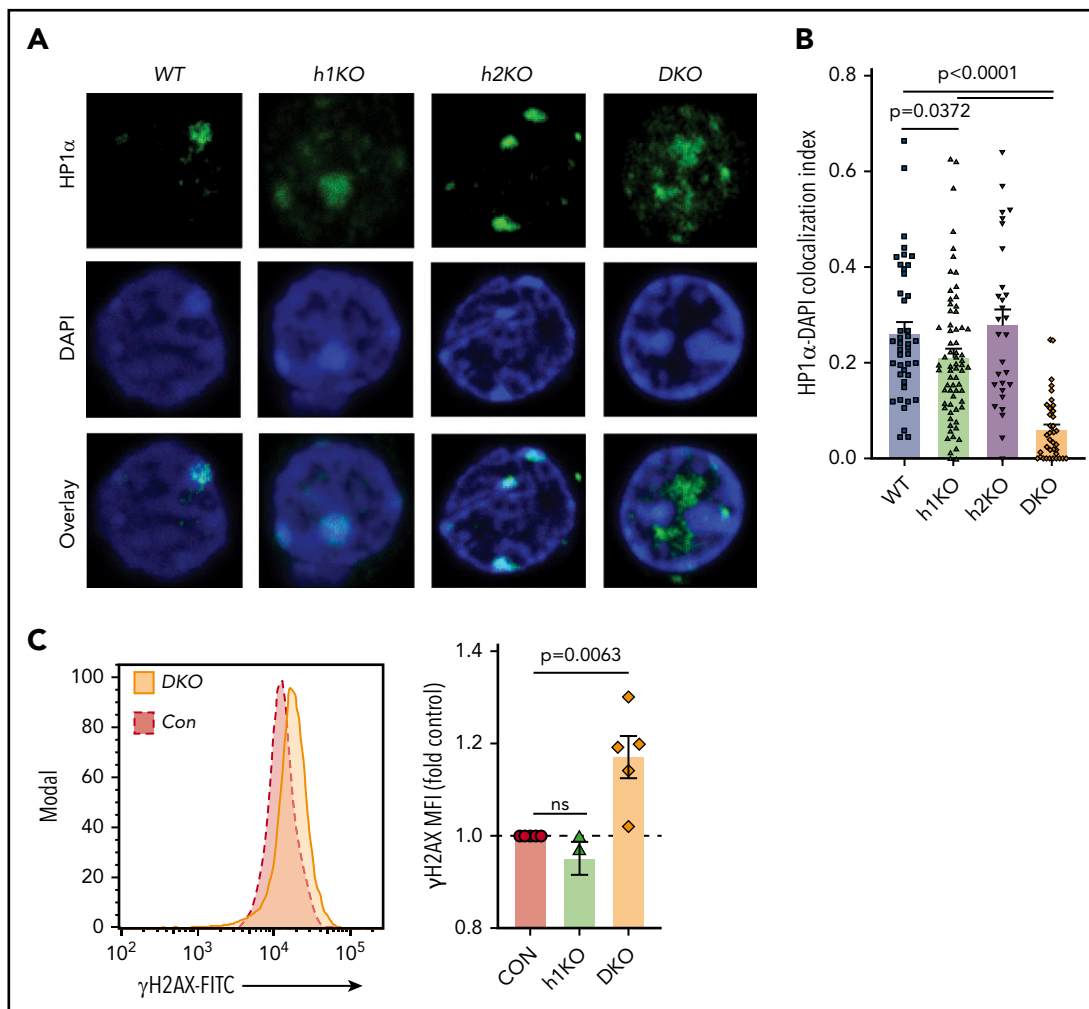 A
WT h1KO h2KO DKO
HP1α
DAPI
Overlay
B
p<0.0001
p=0.0372
HP1α-DAPI colocalization index
0.6
0.4
0.2
0.0
WT h1KO h2KO DKO
C
100
80
60
40
20
0
Modal
DKO
Con
10² 10³ 10⁴ 10⁵
γH2AX-FITC
γH2AX MFI (fold control)
1.4
1.2
1.0
0.8
p=0.0063
ns
CON h1KO DKO